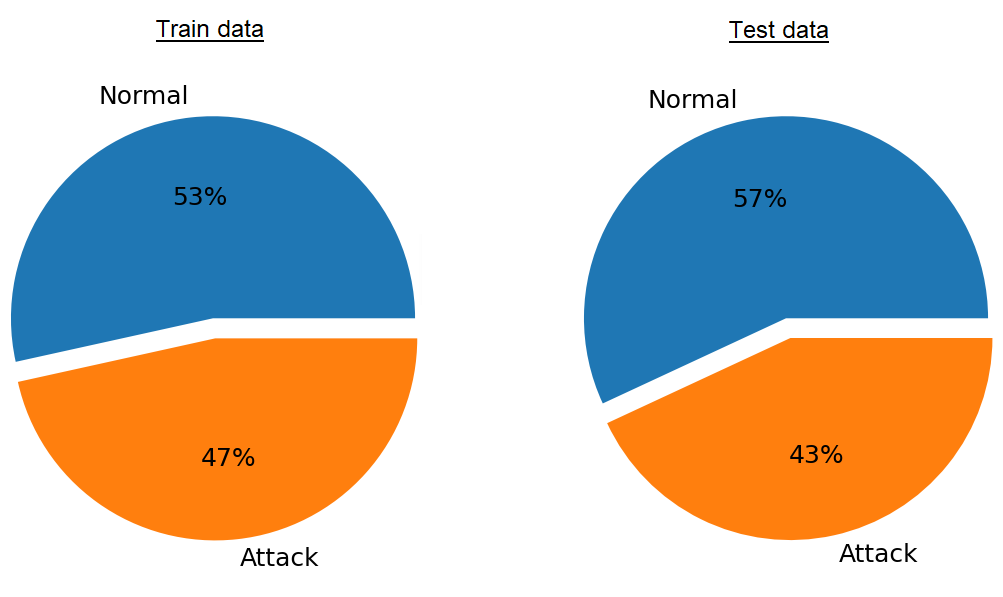 Train data
Normal
53%
47%
Attack
Test data
Normal
57%
43%
Attack